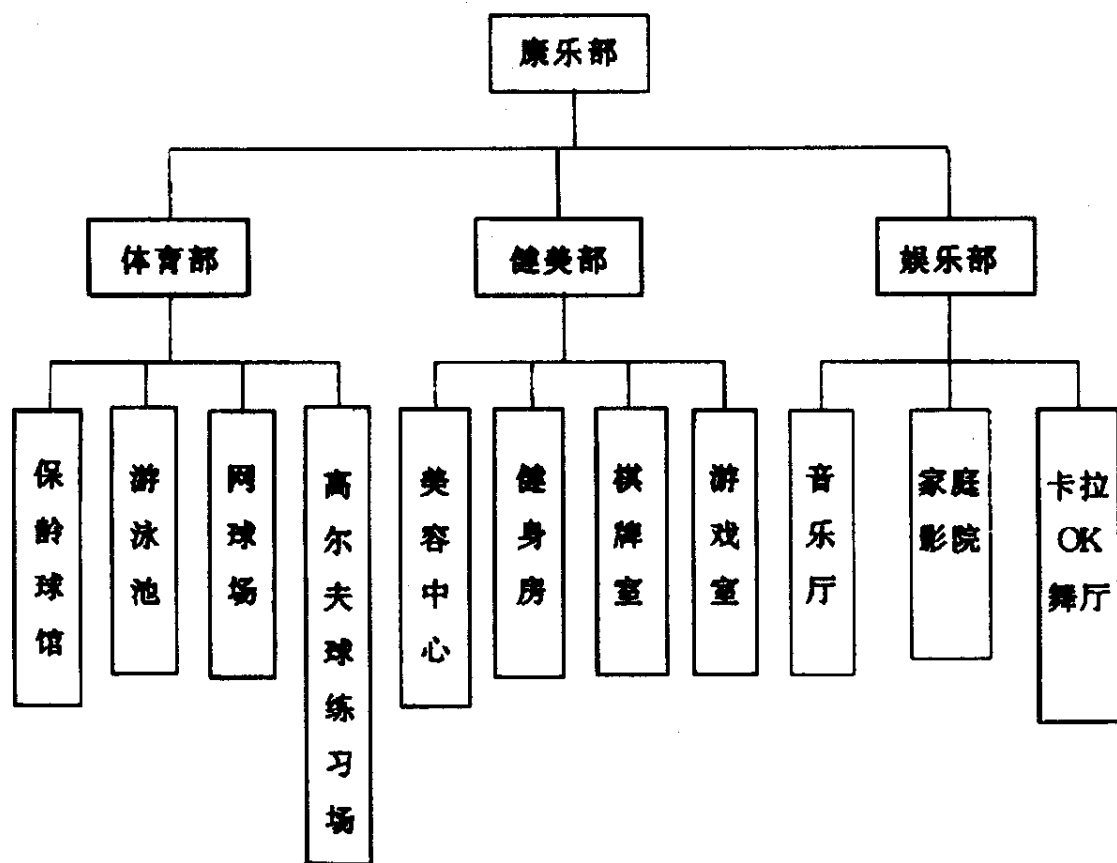 康乐部
体育部
健美部
娱乐部
保龄球馆
游泳池
网球场
高尔夫球练习场
美容中心
健身房
棋牌室
游戏室
音乐厅
家庭
影院
卡拉
OK
舞厅